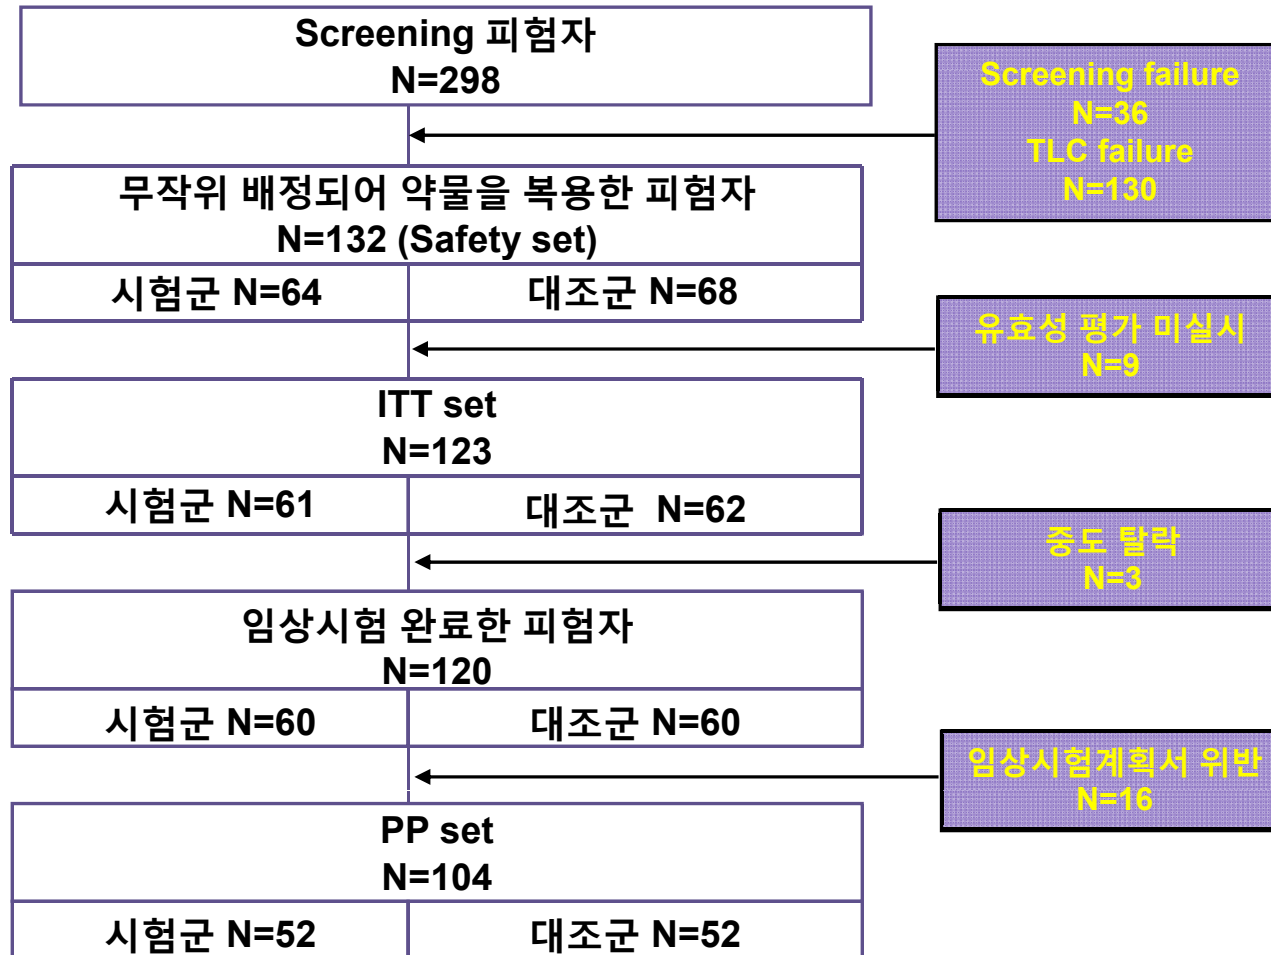 Screening 피험자
N=298
Screening failure
N=36
TLC failure
N=130
무작위 배정되어 약물을 복용한 피험자
N=132 (Safety set)
시험군 N=64
대조군 N=68
유효성 평가 미실시
N=9
ITT set
N=123
시험군 N=61
대조군 N=62
중도 탈락
N=3
임상시험 완료한 피험자
N=120
시험군 N=60
대조군 N=60
임상시험계획서 위반
N=16
PP set
N=104
시험군 N=52
대조군 N=52